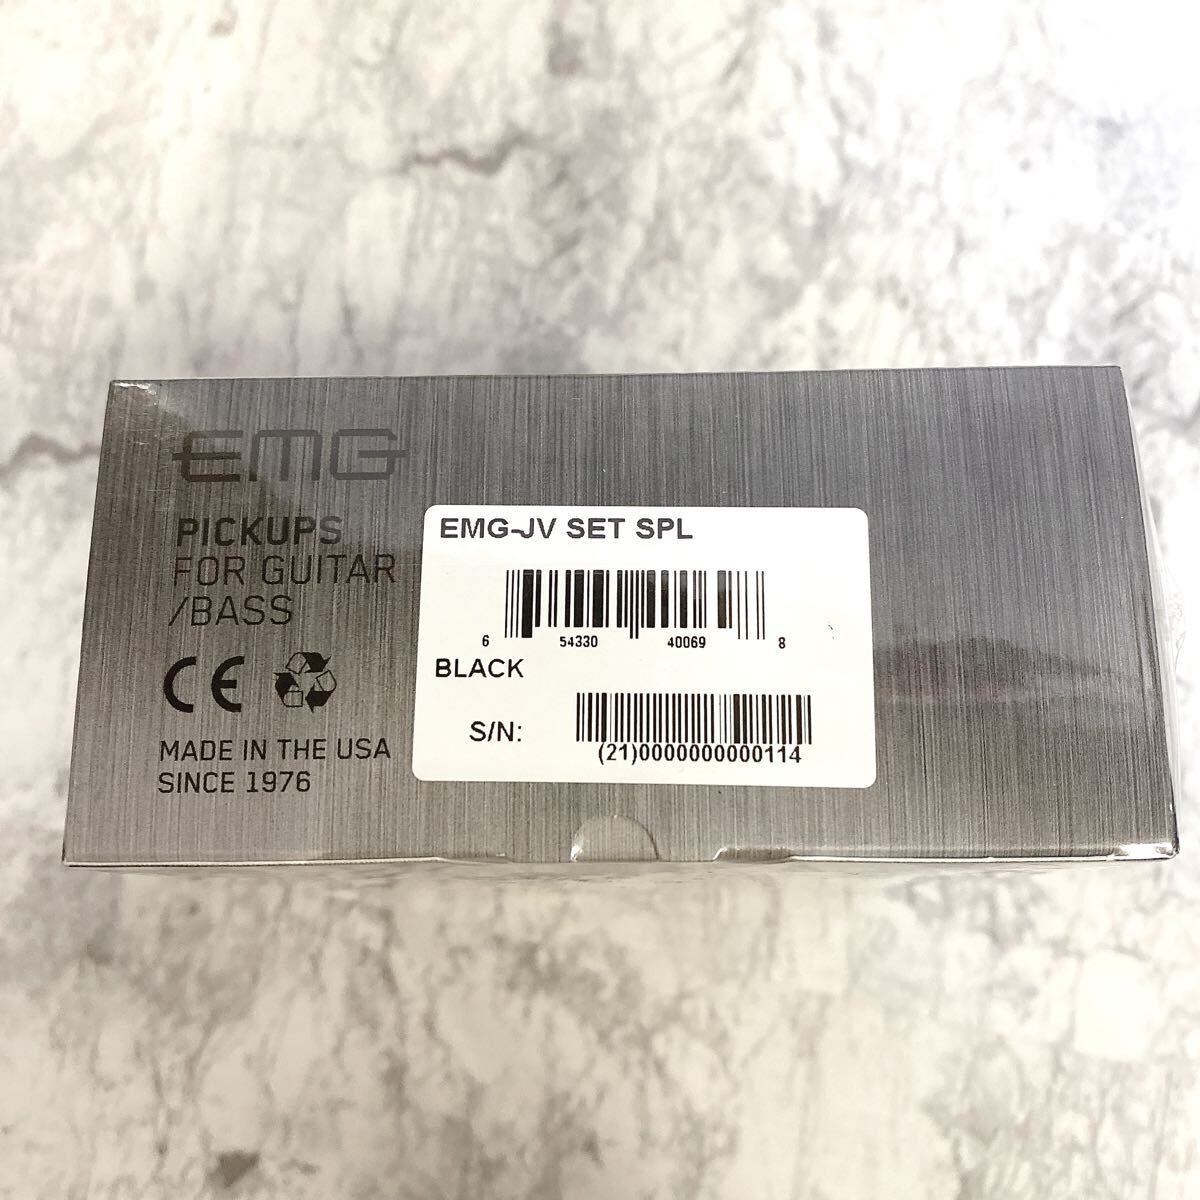 EMG
PICKUPS
FOR GUITAR
/BASS
CE
MADE IN THE USA
SINCE 1976
EMG-JV SET SPL
6 54330 40069 8
BLACK
S/N:
(21)0000000000114